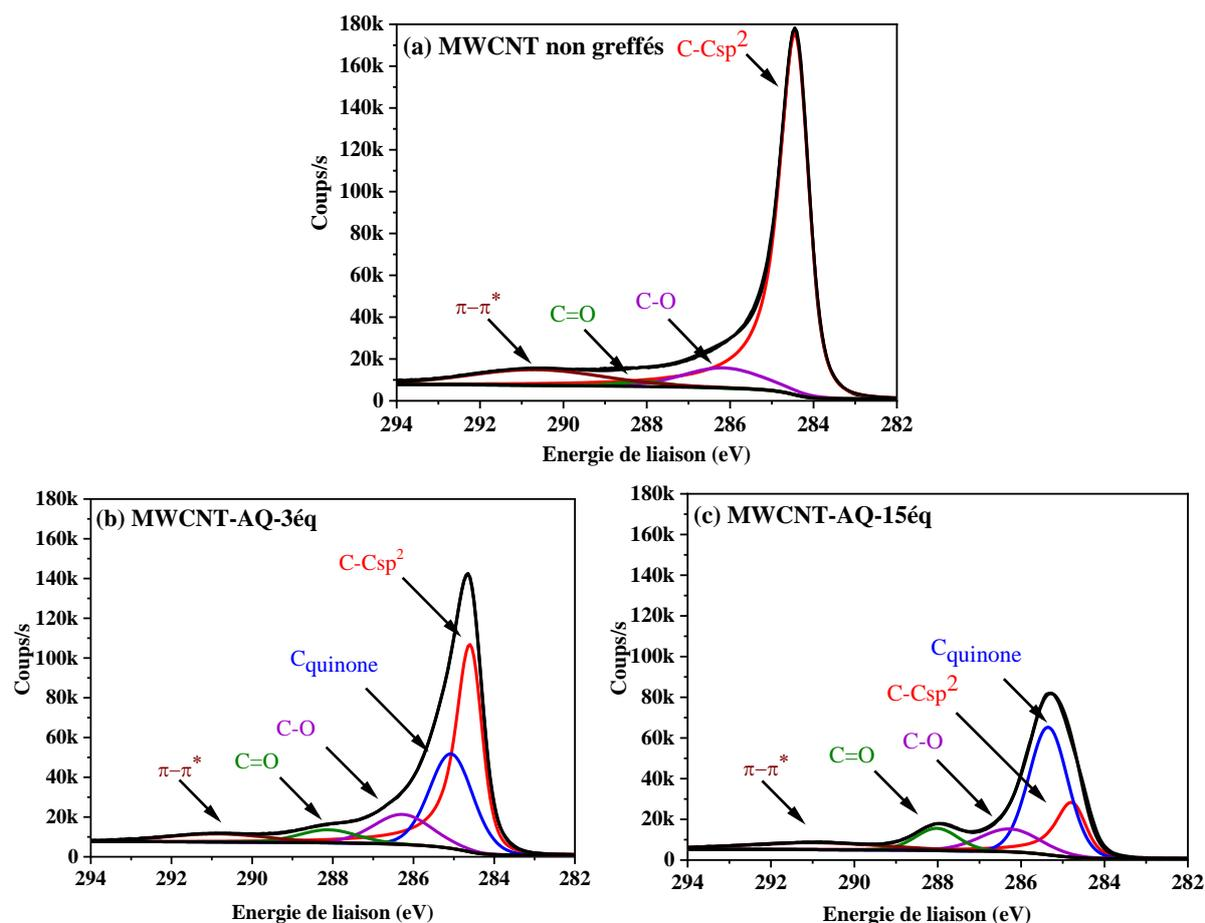 (a) MWCNT non greffés
C-Csp²
π−π*
C=O
C-O
180k
160k
140k
120k
100k
80k
60k
40k
20k
0
Coups/s
294 292 290 288 286 284 282
Energie de liaison (eV)
(b) MWCNT-AQ-3éq
C-Csp²
Cquinone
C-O
C=O
π−π*
180k
160k
140k
120k
100k
80k
60k
40k
20k
0
Coups/s
294 292 290 288 286 284 282
Energie de liaison (eV)
(c) MWCNT-AQ-15éq
Cquinone
C-Csp²
C-O
C=O
π−π*
180k
160k
140k
120k
100k
80k
60k
40k
20k
0
Coups/s
294 292 290 288 286 284 282
Energie de liaison (eV)